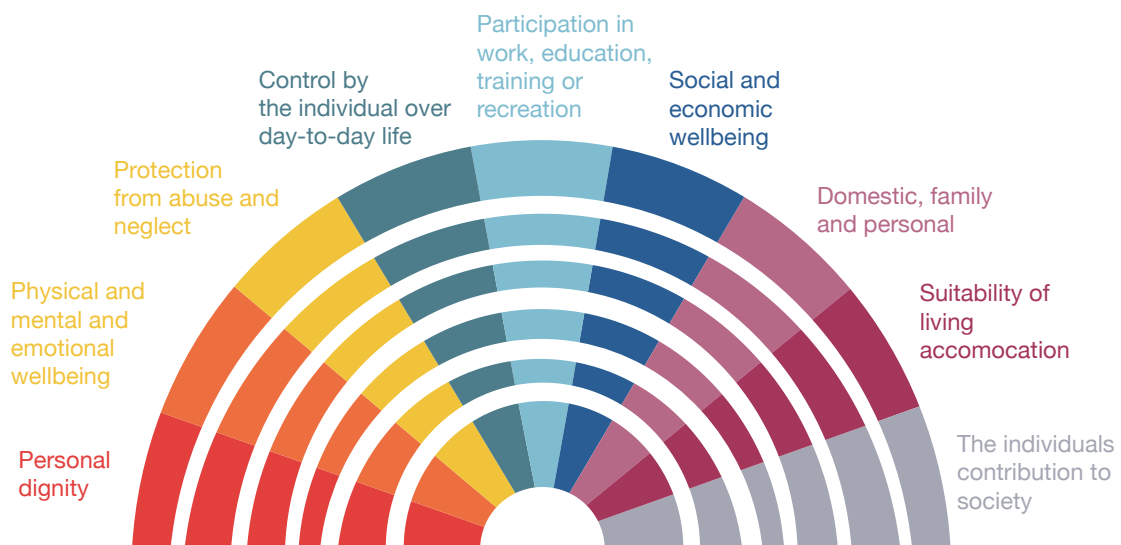 Personal
dignity
Physical and
mental and
emotional
wellbeing
Protection
from abuse and
neglect
Control by
the individual over
day-to-day life
Participation in
work, education,
training or
recreation
Social and
economic
wellbeing
Domestic, family
and personal
Suitability of
living
accomocation
The individuals
contribution to
society